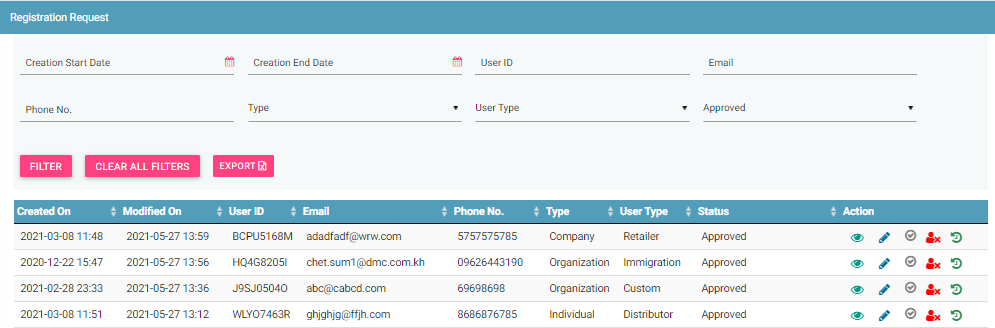 Registration Request
Creation Start Date Creation End Date User ID Email
Phone No. Type User Type Approved
FILTER CLEAR ALL FILTERS EXPORT
Created On Modified On User ID Email Phone No. Type User Type Status Action
2021-03-08 11:48 2021-05-27 13:59 BCPU5168M adadfadf@wrw.com 5757575785 Company Retailer Approved
2020-12-22 15:47 2021-05-27 13:56 HQ4G8205I chet.sum1@dmc.com.kh 09626443190 Organization Immigration Approved
2021-02-28 23:33 2021-05-27 13:36 J9SJ0504O abc@cabcd.com 69698698 Organization Custom Approved
2021-03-08 11:51 2021-05-27 13:12 WLYO7463R ghjghjg@ffjh.com 8686876785 Individual Distributor Approved